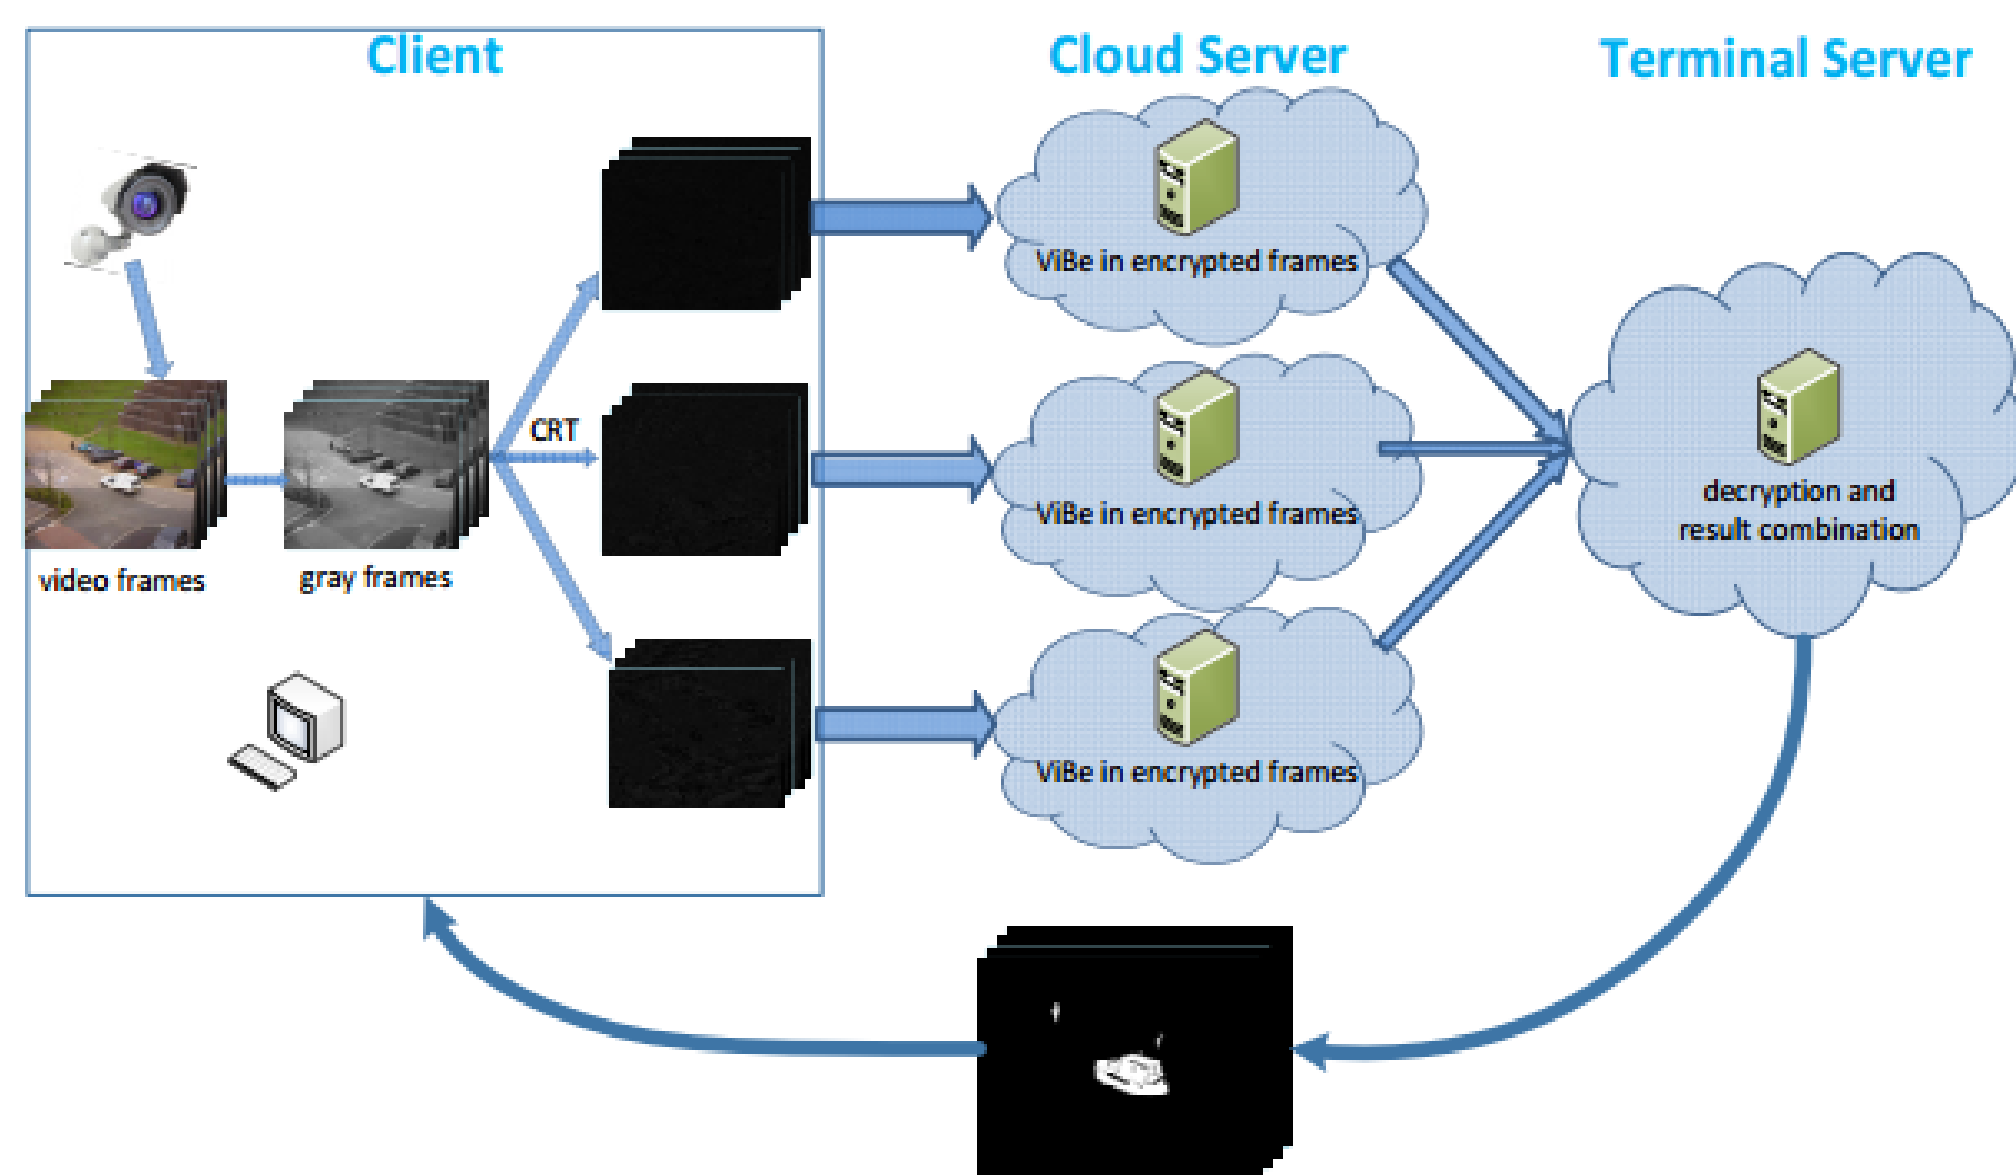 Client
Cloud Server
Terminal Server
ViBe in encrypted frames
CRT
ViBe in encrypted frames
decryption and
result combination
video frames
gray frames
ViBe in encrypted frames